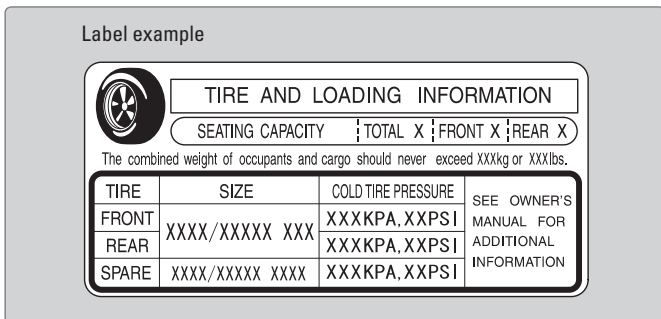 Label example
TIRE AND LOADING INFORMATION
SEATING CAPACITY TOTAL X FRONT X REAR X
The combined weight of occupants and cargo should never exceed XXXkg or XXXlbs.
TIRE SIZE COLD TIRE PRESSURE SEE OWNER'S MANUAL FOR ADDITIONAL INFORMATION
FRONT XXXX/XXXXX XXX XXXKPA,XXPSI
REAR XXXKPA,XXPSI
SPARE XXXX/XXXXX XXXX XXXKPA,XXPSI